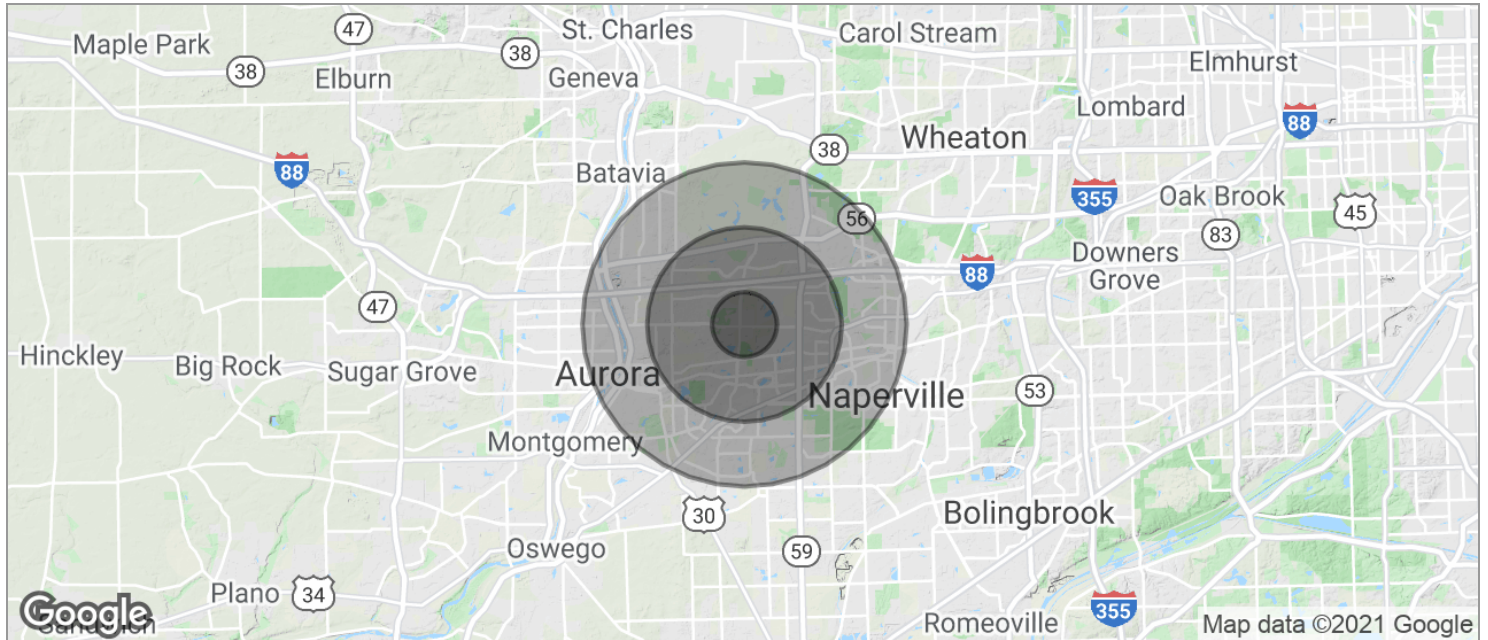 St. Charles
Carol Stream
47
Maple Park
38
38
Elmhurst
Elburn
Geneva
Lombard
88
Wheaton
38
88
Batavia
355
Oak Brook
56
45
83
Downers
Grove
88
47
Hinckley
Big Rock
Sugar Grove
Aurora
Naperville
53
Montgomery
30
Bolingbrook
Oswego
59
Plano
34
355
Google
Romeoville
Map data ©2021 Google